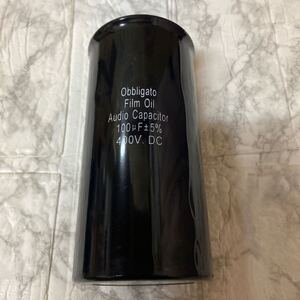 Obbligato
Film Oil
Audio Capacitor
100µF±5%
400V. DC